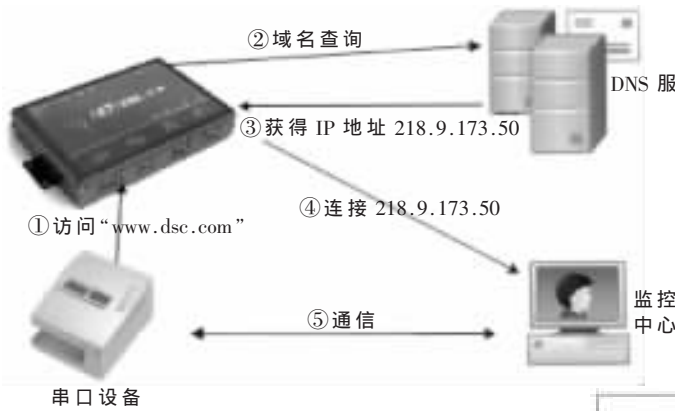 ②域名查询
DNS 服
③获得 IP 地址 218.9.173.50
①访问“www.dsc.com”
④连接 218.9.173.50
监控
中心
⑤通信
串口设备